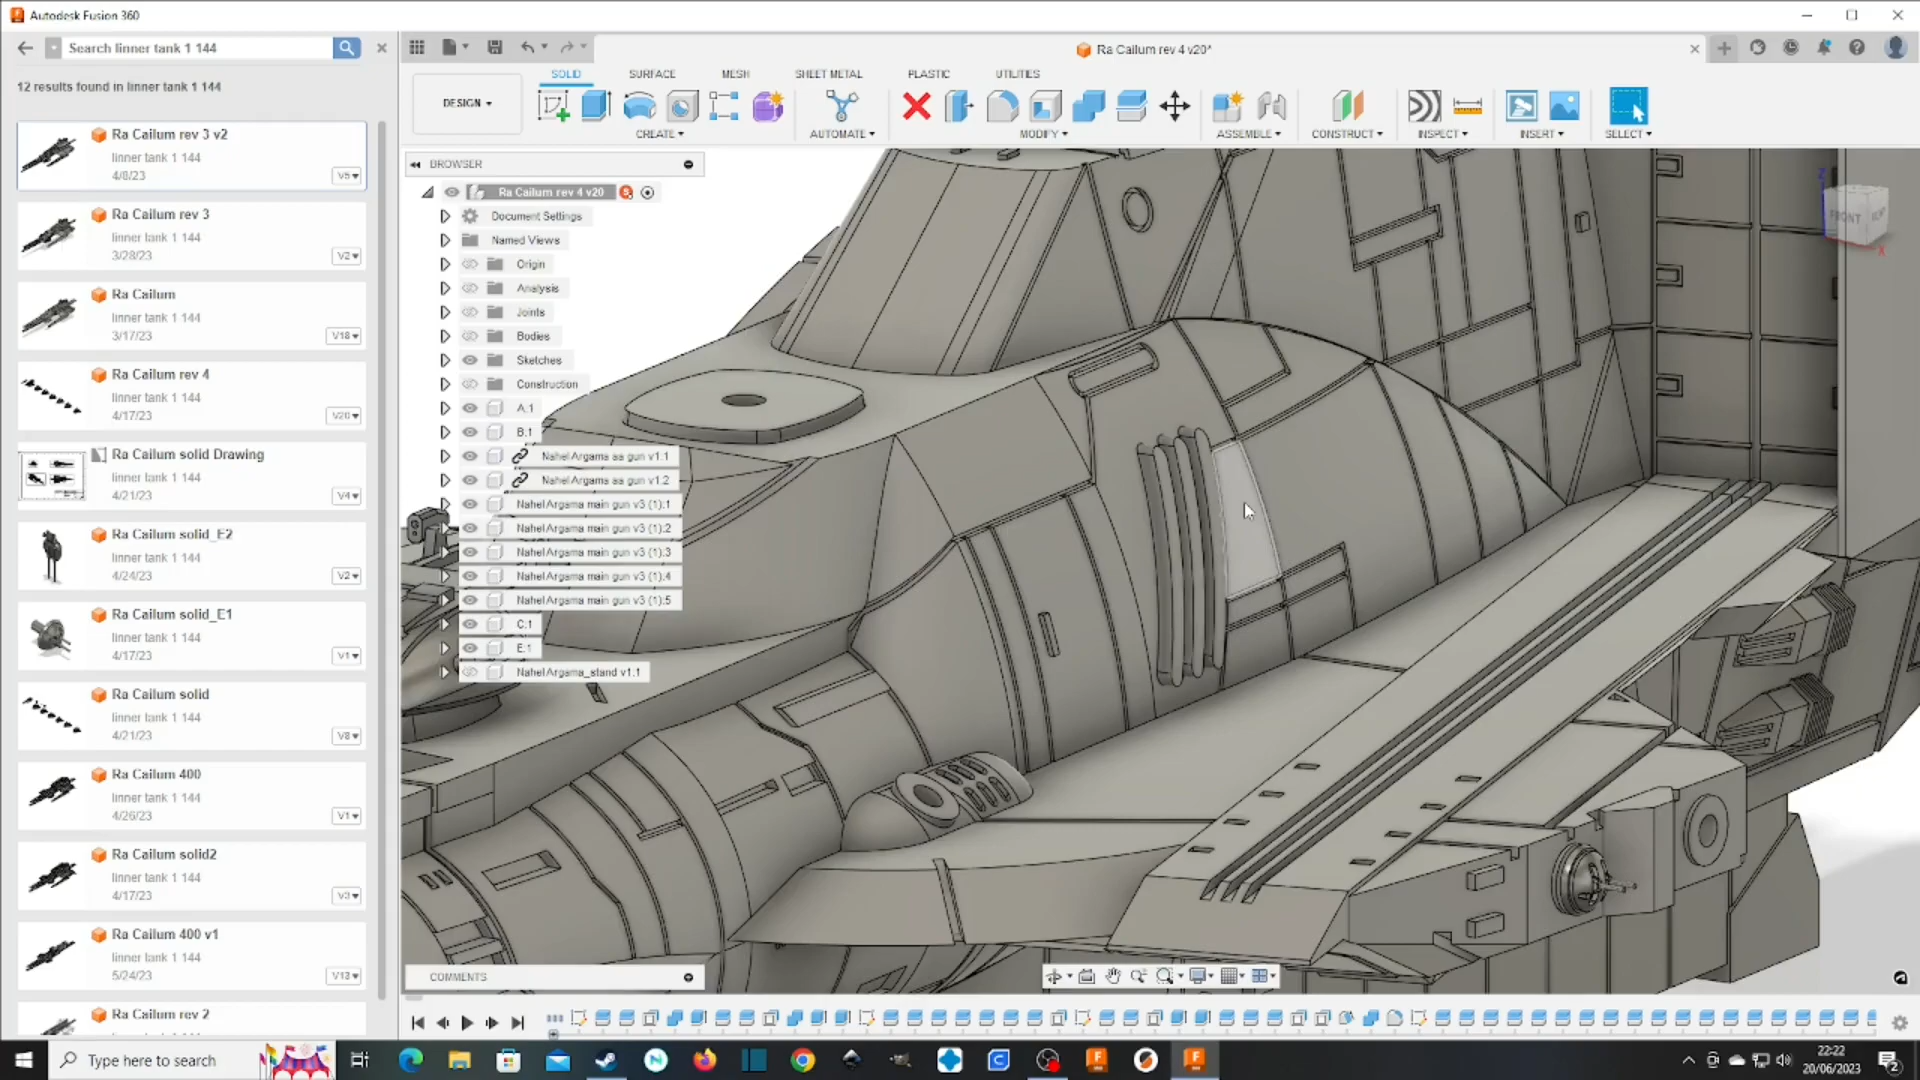 Autodesk Fusion 360
Search linner tank 1 144
12 results found in linner tank 1 144
Ra Cailum rev 3 v2
linner tank 1 144
4/8/23
V5
Ra Cailum rev 3
linner tank 1 144
3/28/23
V2
Ra Cailum
linner tank 1 144
3/17/23
V18
Ra Cailum rev 4
linner tank 1 144
4/17/23
V20
Ra Cailum solid Drawing
linner tank 1 144
4/21/23
V4
Ra Cailum solid_E2
linner tank 1 144
4/24/23
V2
Ra Cailum solid_E1
linner tank 1 144
4/17/23
V1
Ra Cailum solid
linner tank 1 144
4/21/23
V8
Ra Cailum 400
linner tank 1 144
4/26/23
V1
Ra Cailum solid2
linner tank 1 144
4/17/23
V3
Ra Cailum 400 v1
linner tank 1 144
5/24/23
V13
Ra Cailum rev 2
Ra Cailum rev 4 v20*
DESIGN
SOLID SURFACE MESH SHEET METAL PLASTIC UTILITIES
CREATE AUTOMATE MODIFY ASSEMBLE CONSTRUCT INSPECT INSERT SELECT
BROWSER
Ra Cailum rev 4 v20
Document Settings
Named Views
Origin
Analysis
Joints
Bodies
Sketches
Construction
A:1
B:1
Nahel Argama aa gun v1:1
Nahel Argama aa gun v1:2
Nahel Argama main gun v3 (1):1
Nahel Argama main gun v3 (1):2
Nahel Argama main gun v3 (1):3
Nahel Argama main gun v3 (1):4
Nahel Argama main gun v3 (1):5
C:1
E:1
Nahel Argama_stand v1:1
Z
FRONT
X
COMMENTS
Type here to search
22:22
20/06/2023
2